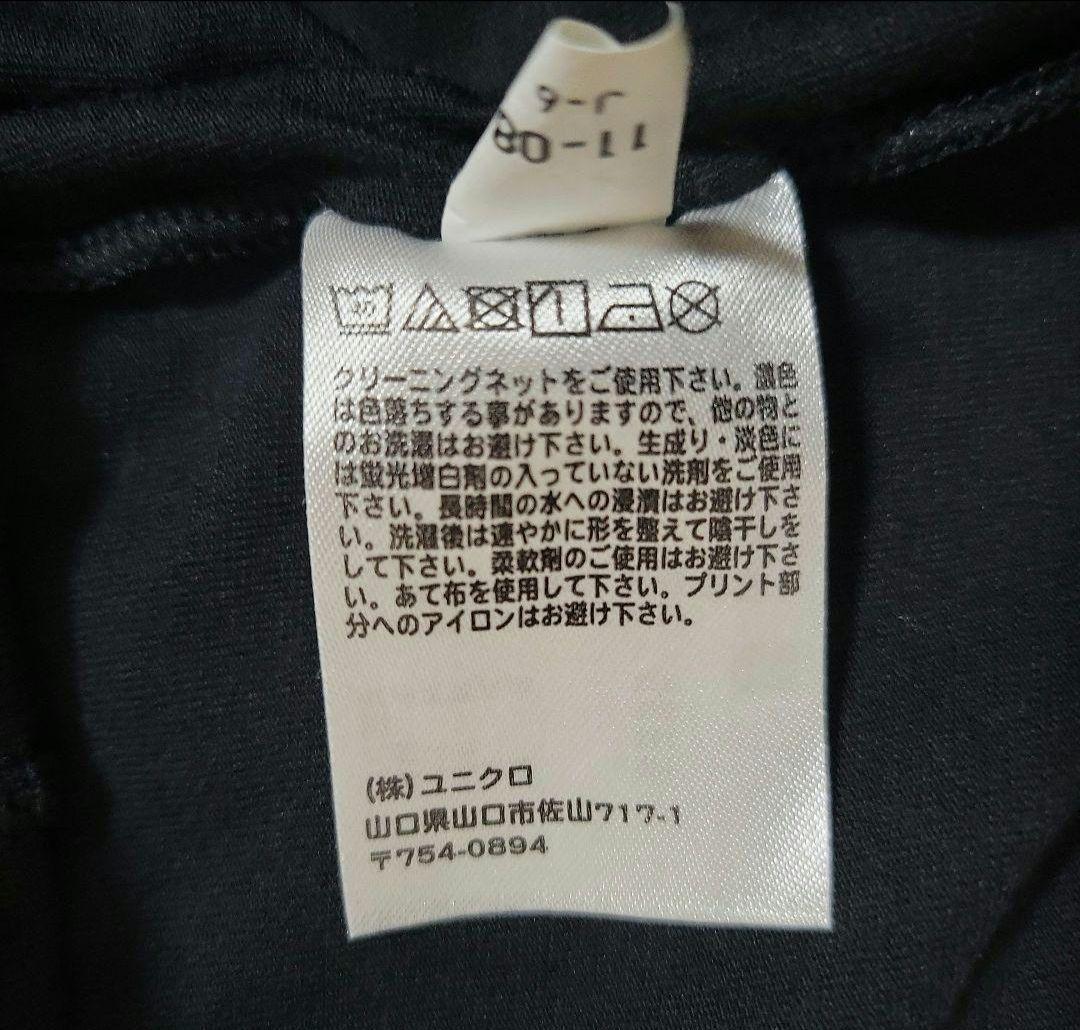 11-08
J-6
クリーニングネットをご使用下さい。濃色
は色落ちする事がありますので、他の物と
のお洗濯はお避け下さい。生成り・淡色に
は蛍光増白剤の入っていない洗剤をご使用
下さい。長時間の水への浸漬はお避け下さ
い。洗濯後は速やかに形を整えて陰干しを
して下さい。柔軟剤のご使用はお避け下さ
い。あて布を使用して下さい。プリント部
分へのアイロンはお避け下さい。
(株)ユニクロ
山口県山口市佐山717-1
〒754-0894